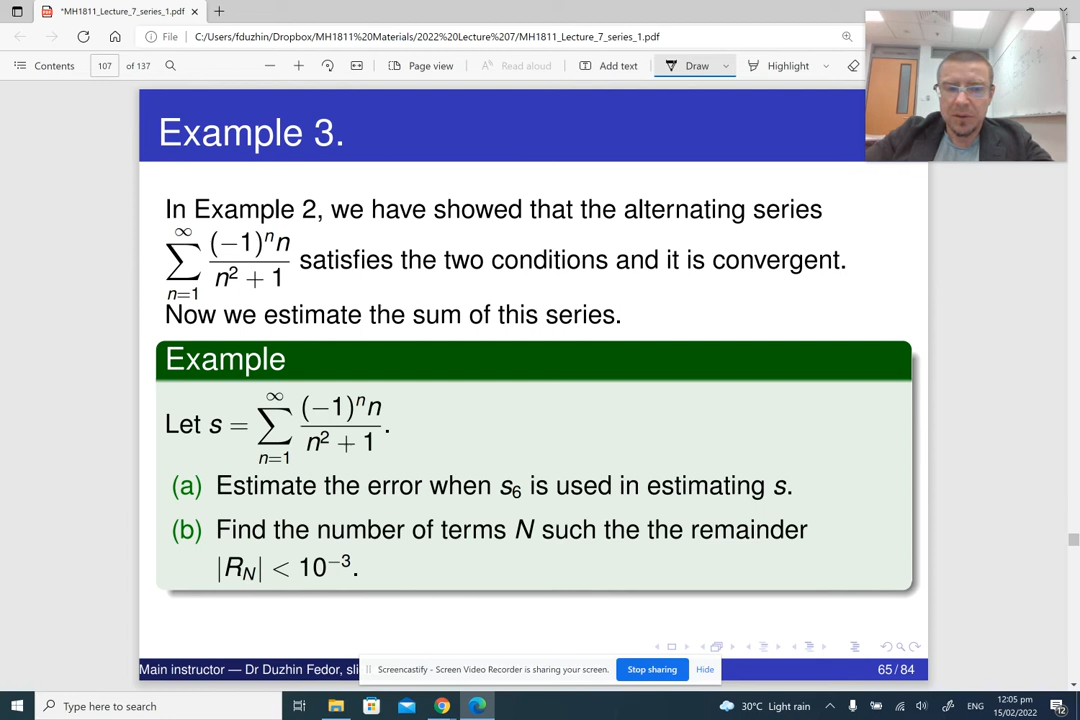 *MH1811_Lecture_7_series_1.pdf
File C:/Users/fduzhin/Dropbox/MH1811%20Materials/2022%20Lecture%207/MH1811_Lecture_7_series_1.pdf
Contents 107 of 137 Page view Read aloud Add text Draw Highlight
Example 3.
In Example 2, we have showed that the alternating series
∑_{n=1}^{∞} (−1)^n n / (n² + 1) satisfies the two conditions and it is convergent.
Now we estimate the sum of this series.
Example
Let s = ∑_{n=1}^{∞} (−1)^n n / (n² + 1).
(a) Estimate the error when s₆ is used in estimating s.
(b) Find the number of terms N such the the remainder
|R_N| < 10⁻³.
Main instructor — Dr Duzhin Fedor, sli 65 / 84
Screencastify - Screen Video Recorder is sharing your screen. Stop sharing Hide
Type here to search 30°C Light rain ENG 12:05 pm
15/02/2022 12